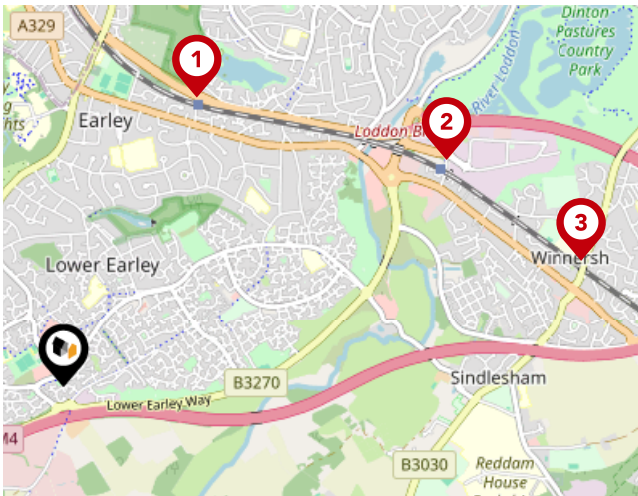 A329
Dinton
Pastures
Country
Park
1
River Loddon
Earley
2
Lower Earley
3
Winnersh
B3270
Lower Earley Way
Sindlesham
M4
B3030
Reddam
House